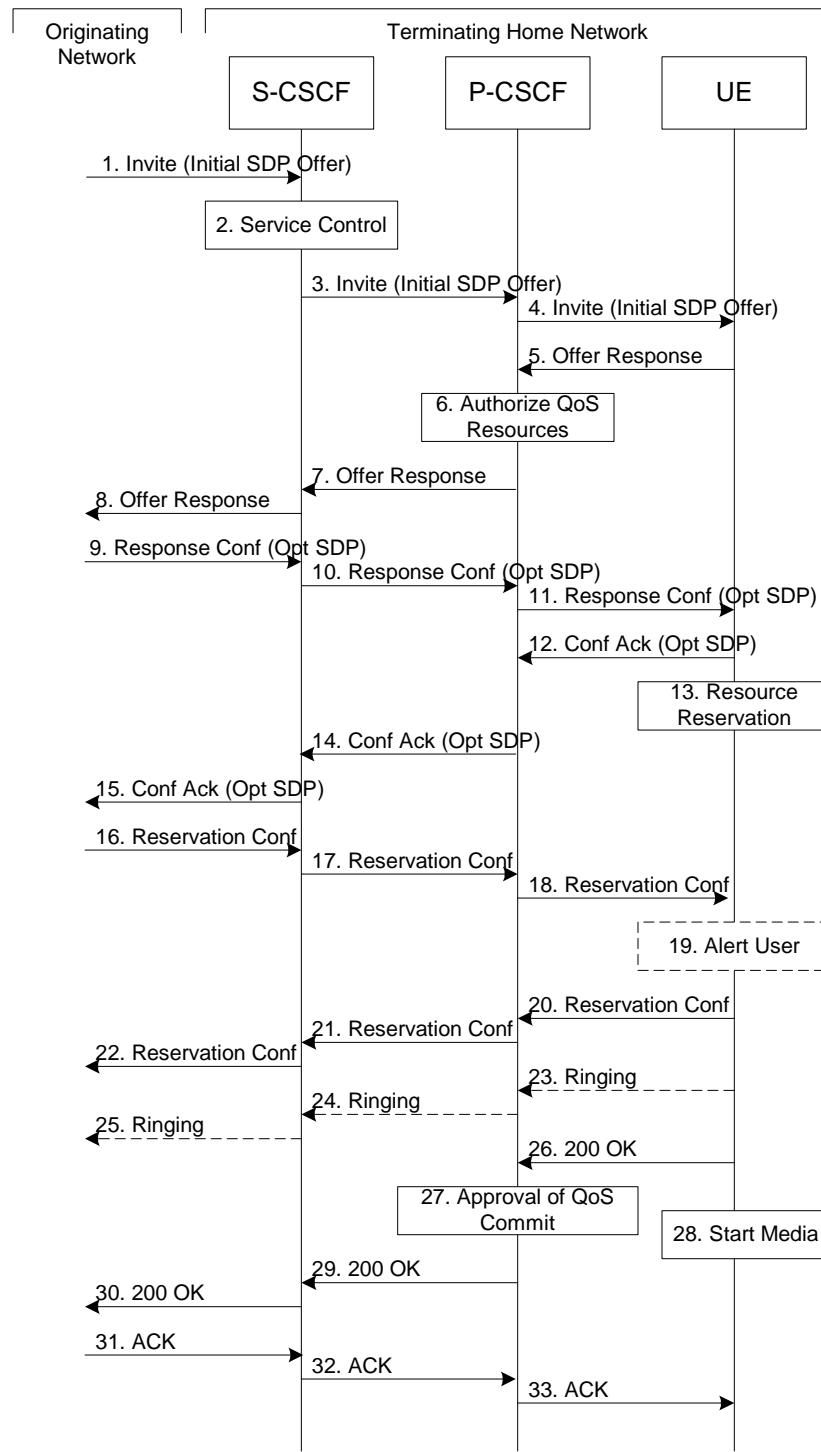 Originating
Network
Terminating Home Network
S-CSCF
P-CSCF
UE
1. Invite (Initial SDP Offer)
2. Service Control
3. Invite (Initial SDP Offer)
4. Invite (Initial SDP Offer)
5. Offer Response
6. Authorize QoS
Resources
7. Offer Response
8. Offer Response
9. Response Conf (Opt SDP)
10. Response Conf (Opt SDP)
11. Response Conf (Opt SDP)
12. Conf Ack (Opt SDP)
13. Resource
Reservation
14. Conf Ack (Opt SDP)
15. Conf Ack (Opt SDP)
16. Reservation Conf
17. Reservation Conf
18. Reservation Conf
19. Alert User
20. Reservation Conf
21. Reservation Conf
22. Reservation Conf
23. Ringing
24. Ringing
25. Ringing
26. 200 OK
27. Approval of QoS
Commit
28. Start Media
29. 200 OK
30. 200 OK
31. ACK
32. ACK
33. ACK